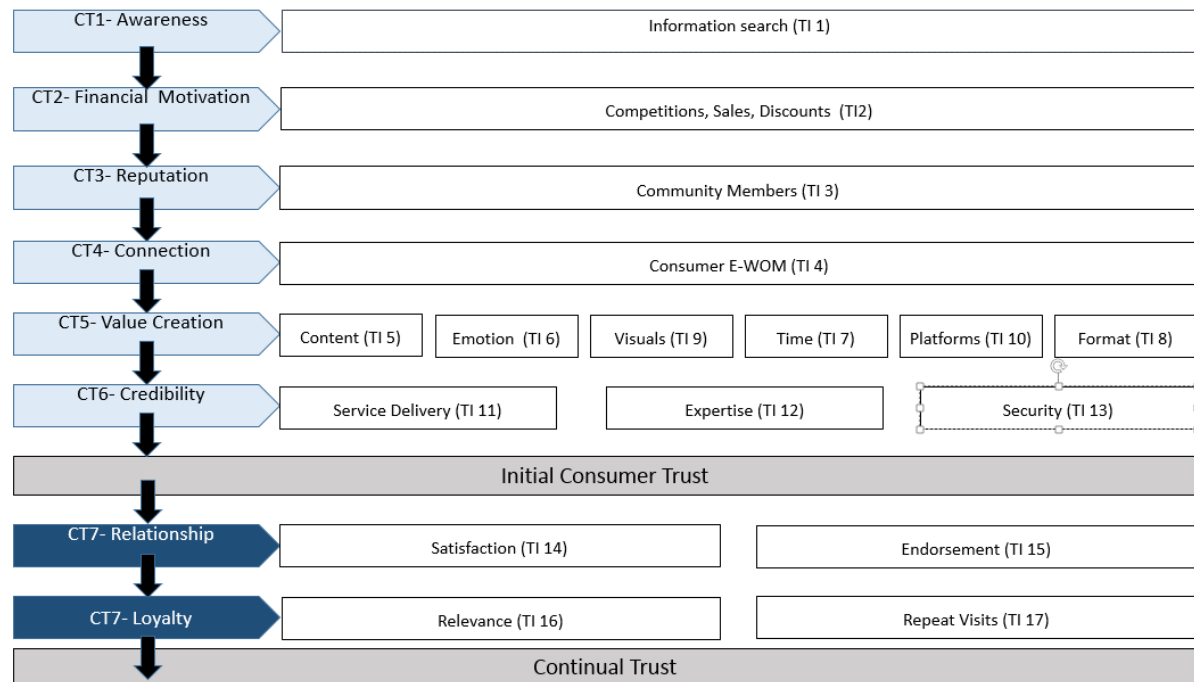 CT1- Awareness
Information search (TI 1)
CT2- Financial Motivation
Competitions, Sales, Discounts (TI2)
CT3- Reputation
Community Members (TI 3)
CT4- Connection
Consumer E-WOM (TI 4)
CT5- Value Creation
Content (TI 5)
Emotion (TI 6)
Visuals (TI 9)
Time (TI 7)
Platforms (TI 10)
Format (TI 8)
CT6- Credibility
Service Delivery (TI 11)
Expertise (TI 12)
Security (TI 13)
Initial Consumer Trust
CT7- Relationship
Satisfaction (TI 14)
Endorsement (TI 15)
CT7- Loyalty
Relevance (TI 16)
Repeat Visits (TI 17)
Continual Trust